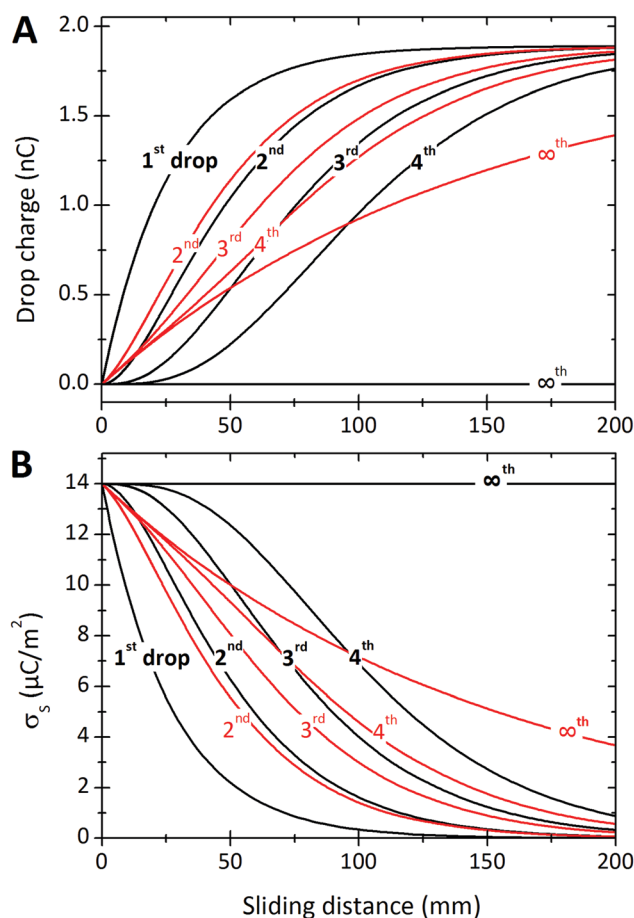 A
2.0
1.5
1.0
0.5
0.0
Drop charge (nC)
1st drop
2nd
3rd
4th
∞th
2nd
3rd
4th
∞th
0
50
100
150
200
B
14
12
10
8
6
4
2
0
σs (μC/m²)
∞th
1st drop
2nd
3rd
4th
2nd
3rd
4th
∞th
0
50
100
150
200
Sliding distance (mm)